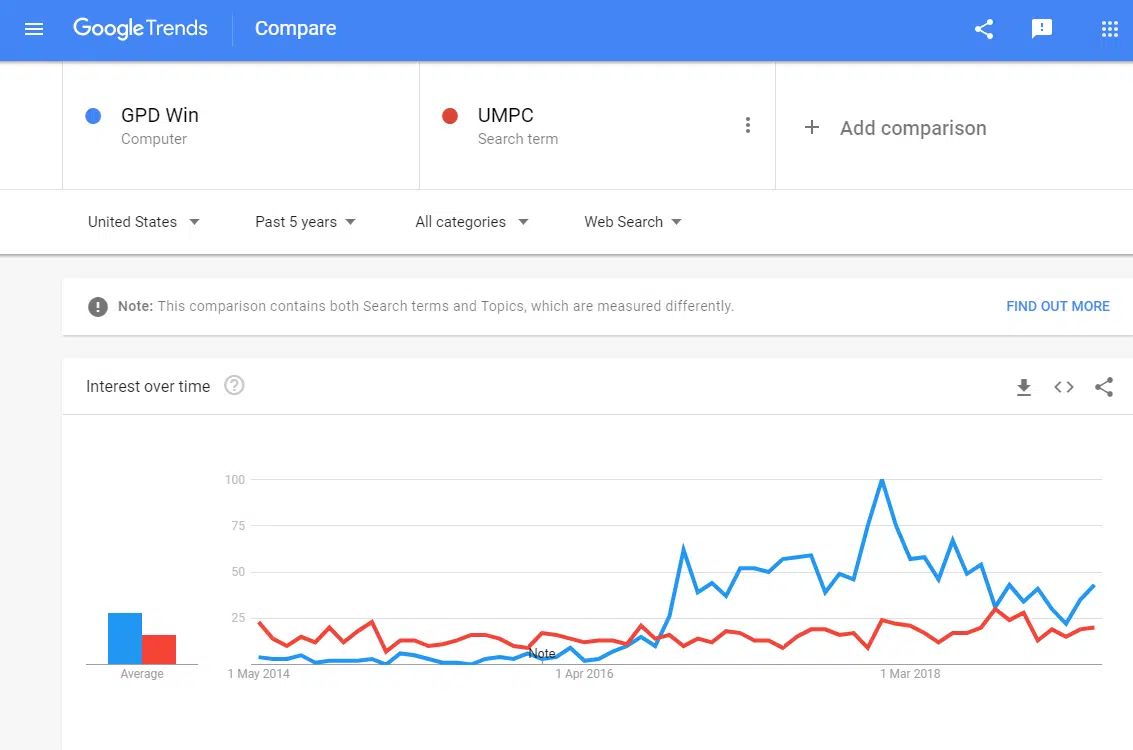 Google Trends Compare
GPD Win
Computer
UMPC
Search term
Add comparison
United States Past 5 years All categories Web Search
Note: This comparison contains both Search terms and Topics, which are measured differently. FIND OUT MORE
Interest over time
100
75
50
25
Note
Average 1 May 2014 1 Apr 2016 1 Mar 2018